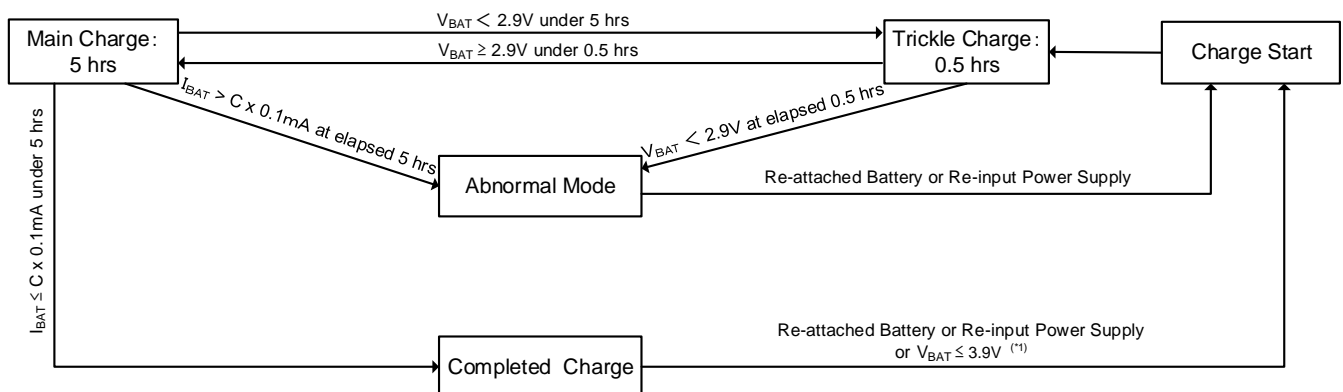 V_BAT < 2.9V under 5 hrs
Main Charge:
5 hrs
V_BAT ≥ 2.9V under 0.5 hrs
Trickle Charge:
0.5 hrs
Charge Start
I_BAT > C x 0.1mA at elapsed 5 hrs
V_BAT < 2.9V at elapsed 0.5 hrs
I_BAT ≤ C x 0.1mA under 5 hrs
Abnormal Mode
Re-attached Battery or Re-input Power Supply
Completed Charge
Re-attached Battery or Re-input Power Supply
or V_BAT ≤ 3.9V (*1)